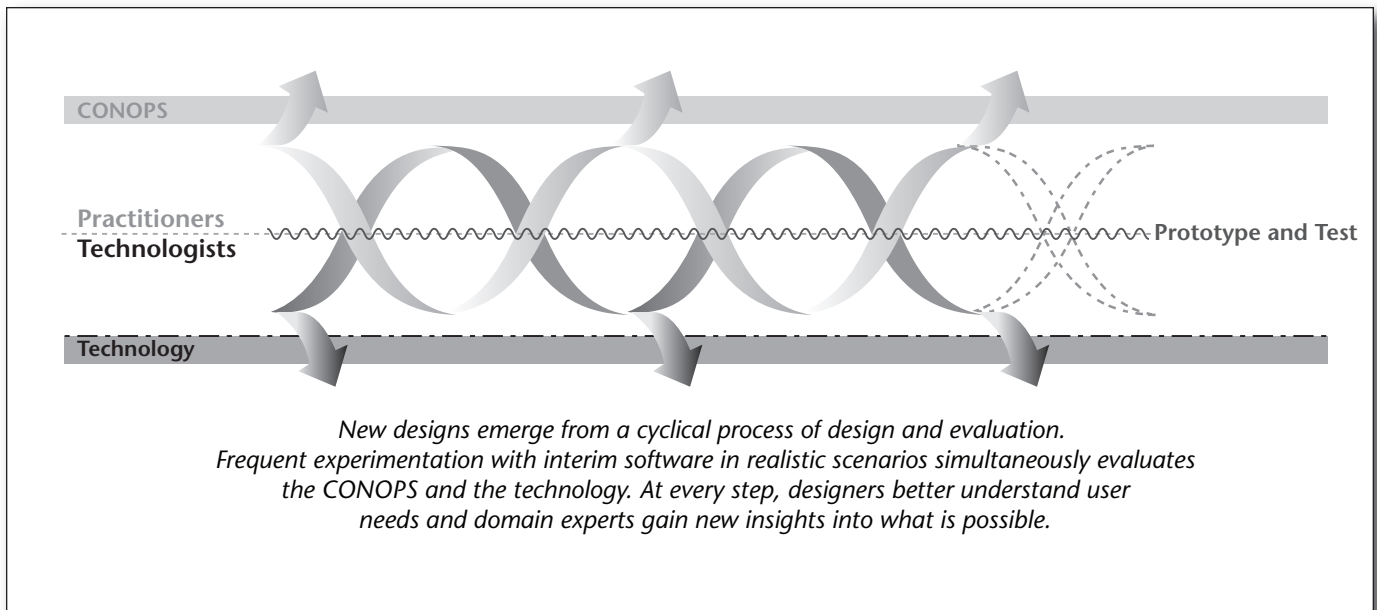 CONOPS
Practitioners
Technologists
Prototype and Test
Technology
New designs emerge from a cyclical process of design and evaluation.
Frequent experimentation with interim software in realistic scenarios simultaneously evaluates
the CONOPS and the technology. At every step, designers better understand user
needs and domain experts gain new insights into what is possible.